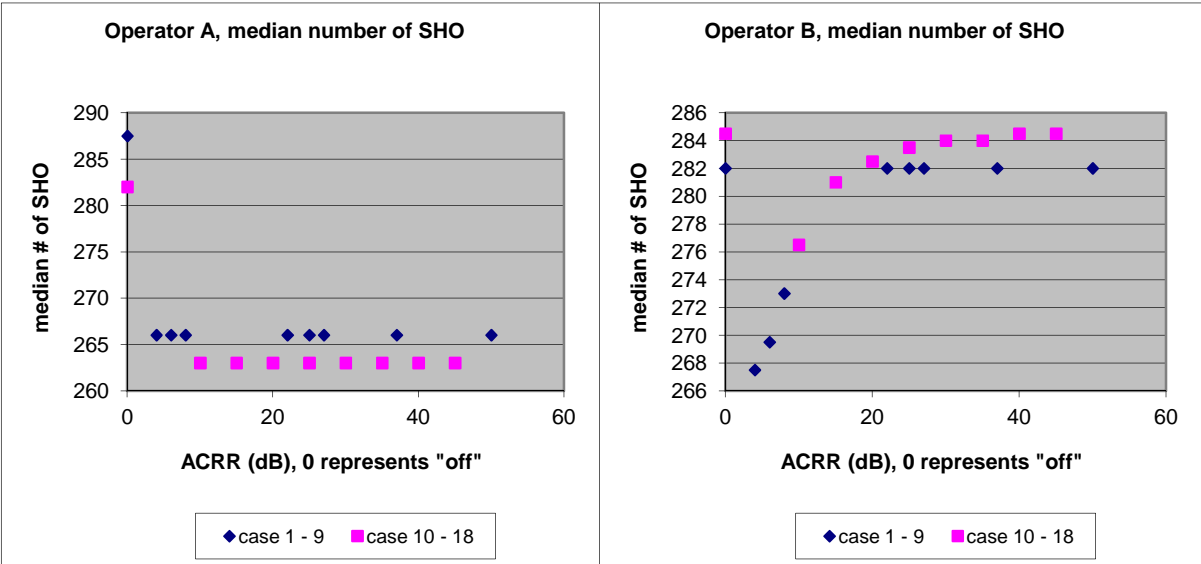 Operator A, median number of SHO
290
285
280
275
270
265
260
median # of SHO
0
20
40
60
ACRR (dB), 0 represents "off"
case 1 - 9
case 10 - 18
Operator B, median number of SHO
286
284
282
280
278
276
274
272
270
268
266
median # of SHO
0
20
40
60
ACRR (dB), 0 represents "off"
case 1 - 9
case 10 - 18